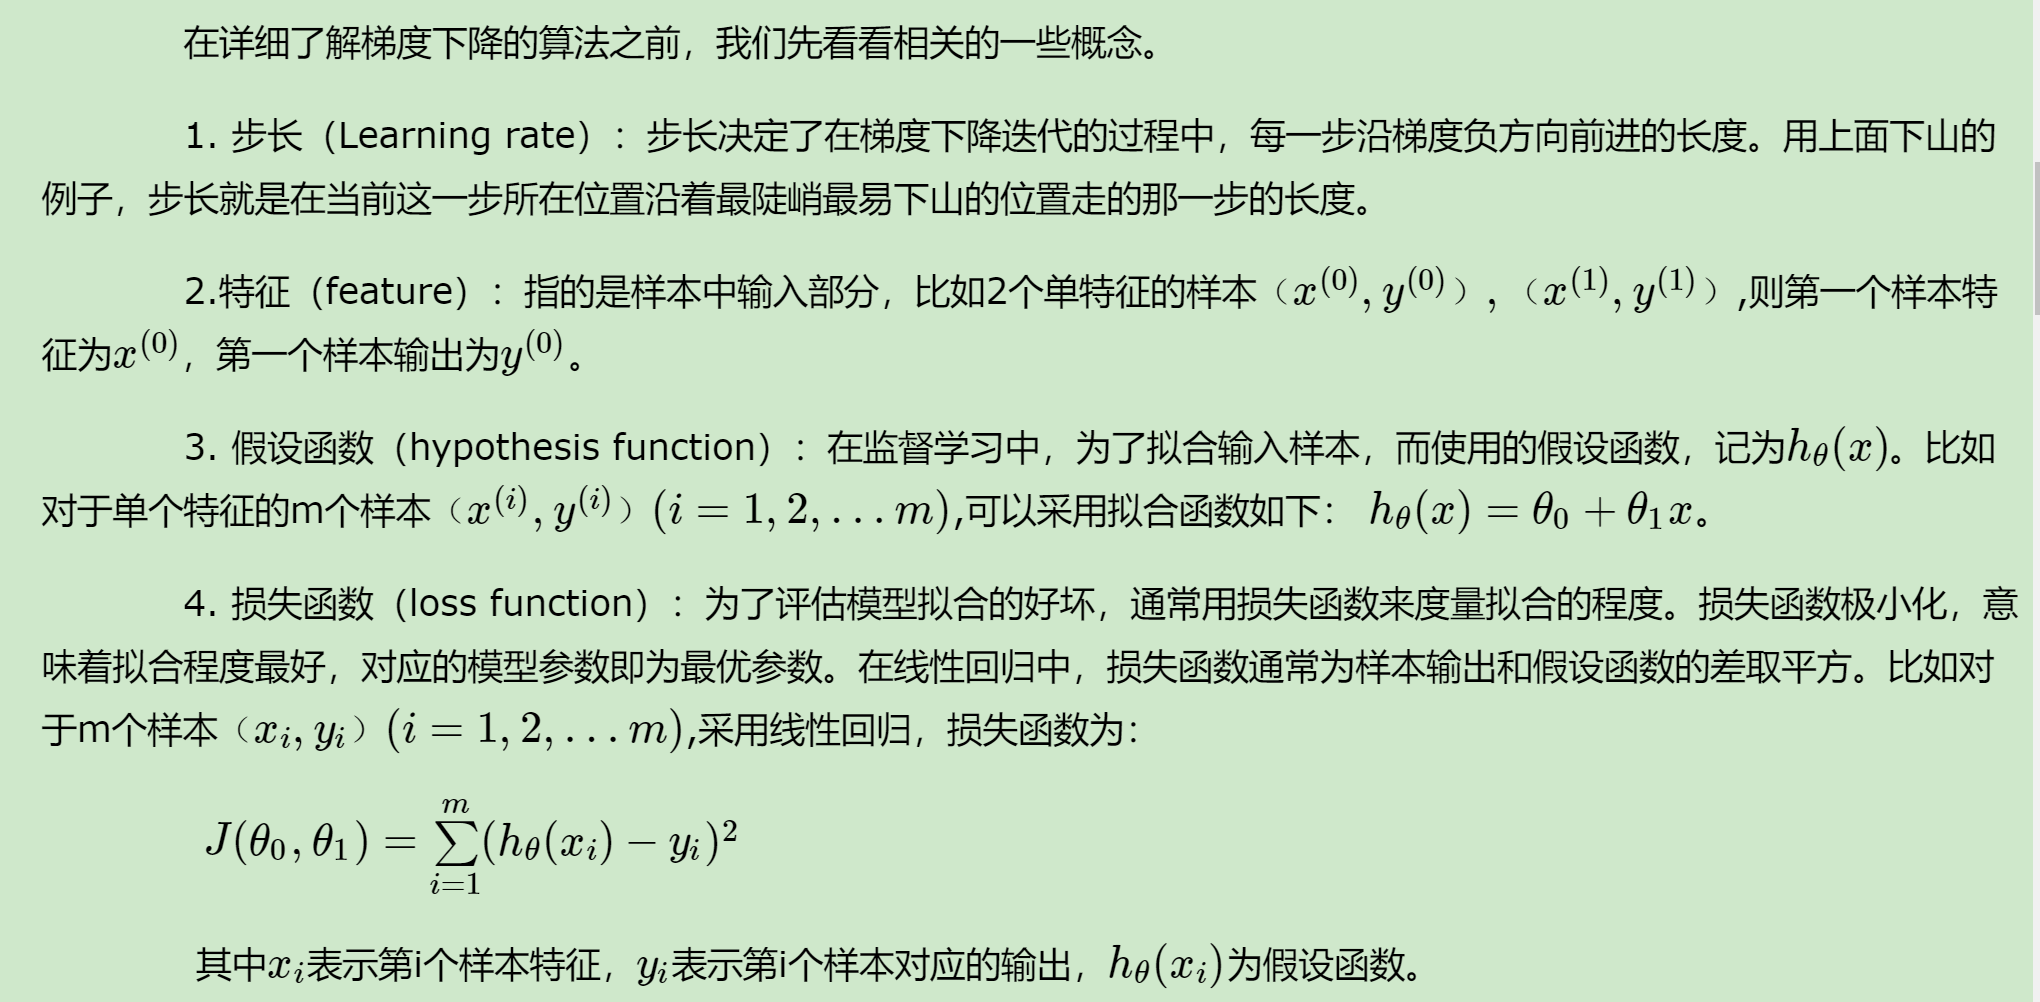 在详细了解梯度下降的算法之前，我们先看看相关的一些概念。
1. 步长（Learning rate）：步长决定了在梯度下降迭代的过程中，每一步沿梯度负方向前进的长度。用上面下山的
例子，步长就是在当前这一步所在位置沿着最陡峭最易下山的位置走的那一步的长度。
2.特征（feature）：指的是样本中输入部分，比如2个单特征的样本（x^{(0)}, y^{(0)}），（x^{(1)}, y^{(1)}）,则第一个样本特
征为x^{(0)}，第一个样本输出为y^{(0)}。
3. 假设函数（hypothesis function）：在监督学习中，为了拟合输入样本，而使用的假设函数，记为h_θ(x)。比如
对于单个特征的m个样本（x^{(i)}, y^{(i)}）(i = 1, 2, ... m),可以采用拟合函数如下： h_θ(x) = θ_0 + θ_1x。
4. 损失函数（loss function）：为了评估模型拟合的好坏，通常用损失函数来度量拟合的程度。损失函数极小化，意
味着拟合程度最好，对应的模型参数即为最优参数。在线性回归中，损失函数通常为样本输出和假设函数的差取平方。比如对
于m个样本（x_i, y_i）(i = 1, 2, ... m),采用线性回归，损失函数为：
J(θ_0, θ_1) = \sum_{i=1}^{m} (h_θ(x_i) − y_i)^2
其中x_i表示第i个样本特征，y_i表示第i个样本对应的输出，h_θ(x_i)为假设函数。